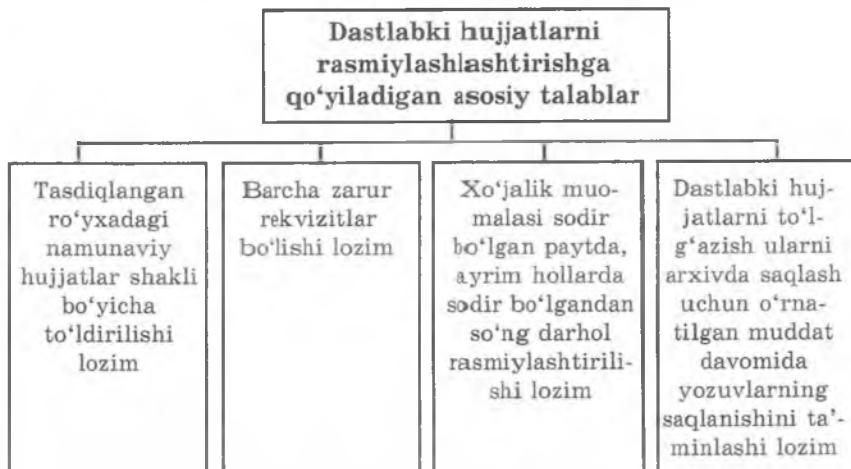 Dastlabki hujjatlarni
rasmiylashlashtirishga
qo‘yiladigan asosiy talablar
Tasdiqlangan
ro‘yxadagi
namunaviy
hujjatlar shakli
bo‘yicha
to‘ldirilishi
lozim
Barcha zarur
rekvizitlar
bo‘lishi lozim
Xo‘jalik muo-
malasi sodir
bo‘lgan paytda,
ayrim hollarda
sodir bo‘lgandan
so‘ng darhol
rasmiylashtirili-
shi lozim
Dastlabki huj-
jatlarni to‘l-
g‘azish ularni
arxivda saqlash
uchun o‘rna-
tilgan muddat
davomida
yozuvlarning
saqlanishini ta’-
minlashi lozim